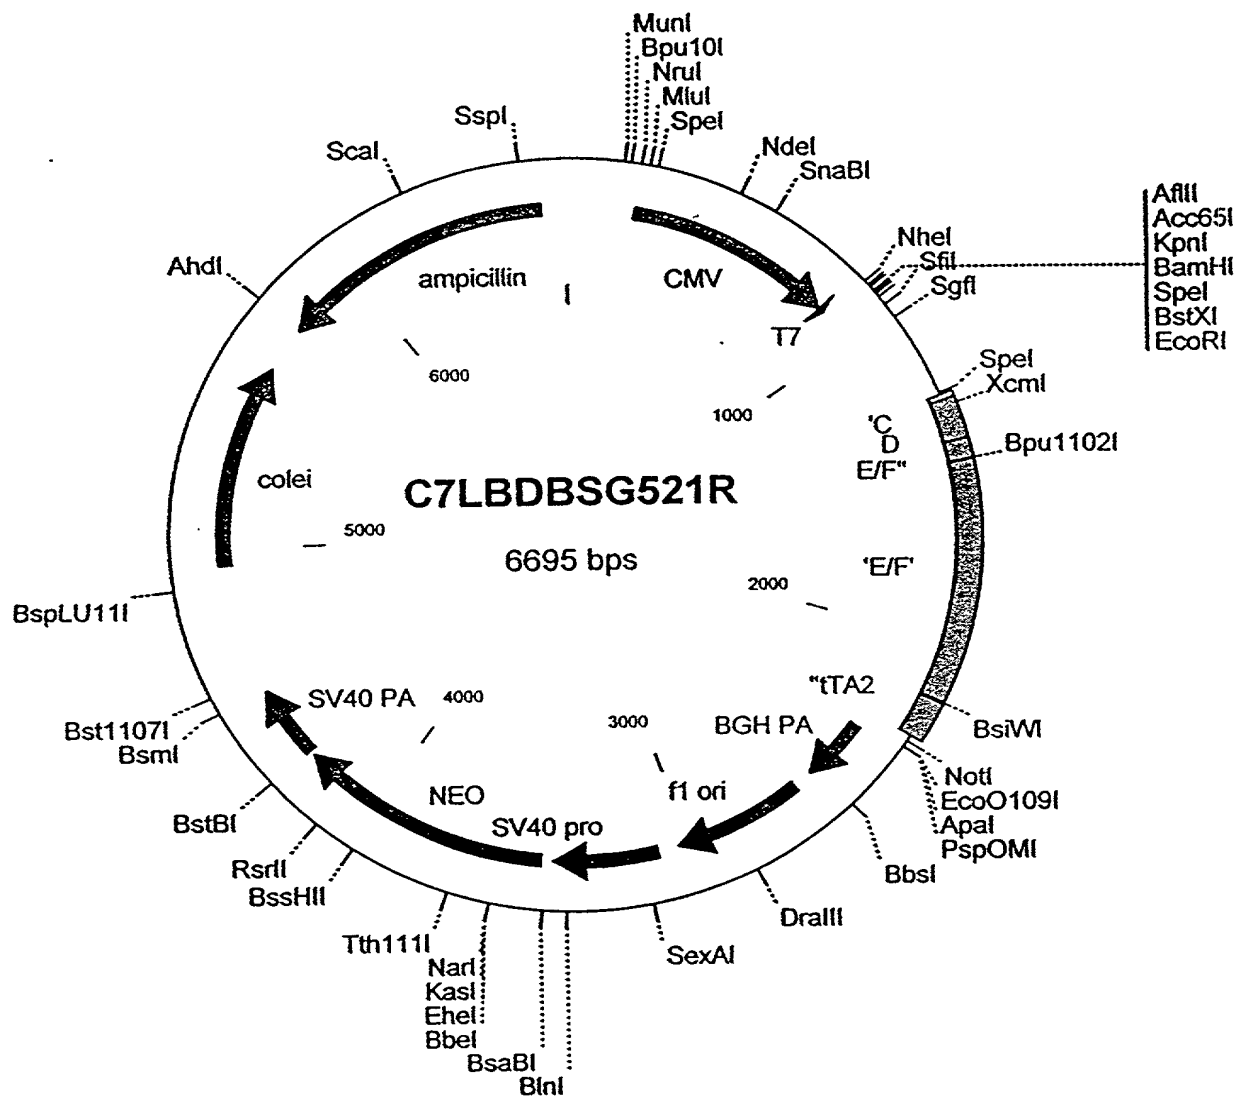 MunI
Bpu10I
NruI
MluI
SpeI
SspI
ScaI
NdeI
SnaBI
AflII
Acc65I
KpnI
BamHI
SpeI
BstXI
EcoRI
NheI
SfiI
SgfI
AhdI
ampicillin
I
CMV
T7
6000
1000
SpeI
XcmI
'C
D
E/F"
Bpu1102I
colei
C7LBDBSG521R
5000
6695 bps
'E/F'
2000
BspLU11I
SV40 PA
4000
"tTA2
BGH PA
3000
Bst1107I
BsmI
BsiWI
NotI
EcoO109I
ApaI
PspOMI
NEO
f1 ori
SV40 pro
BstBI
RsrII
BssHII
BbsI
DraIII
Tth111I
SexAI
NarI
KasI
EheI
BbeI
BsaBI
BlnI